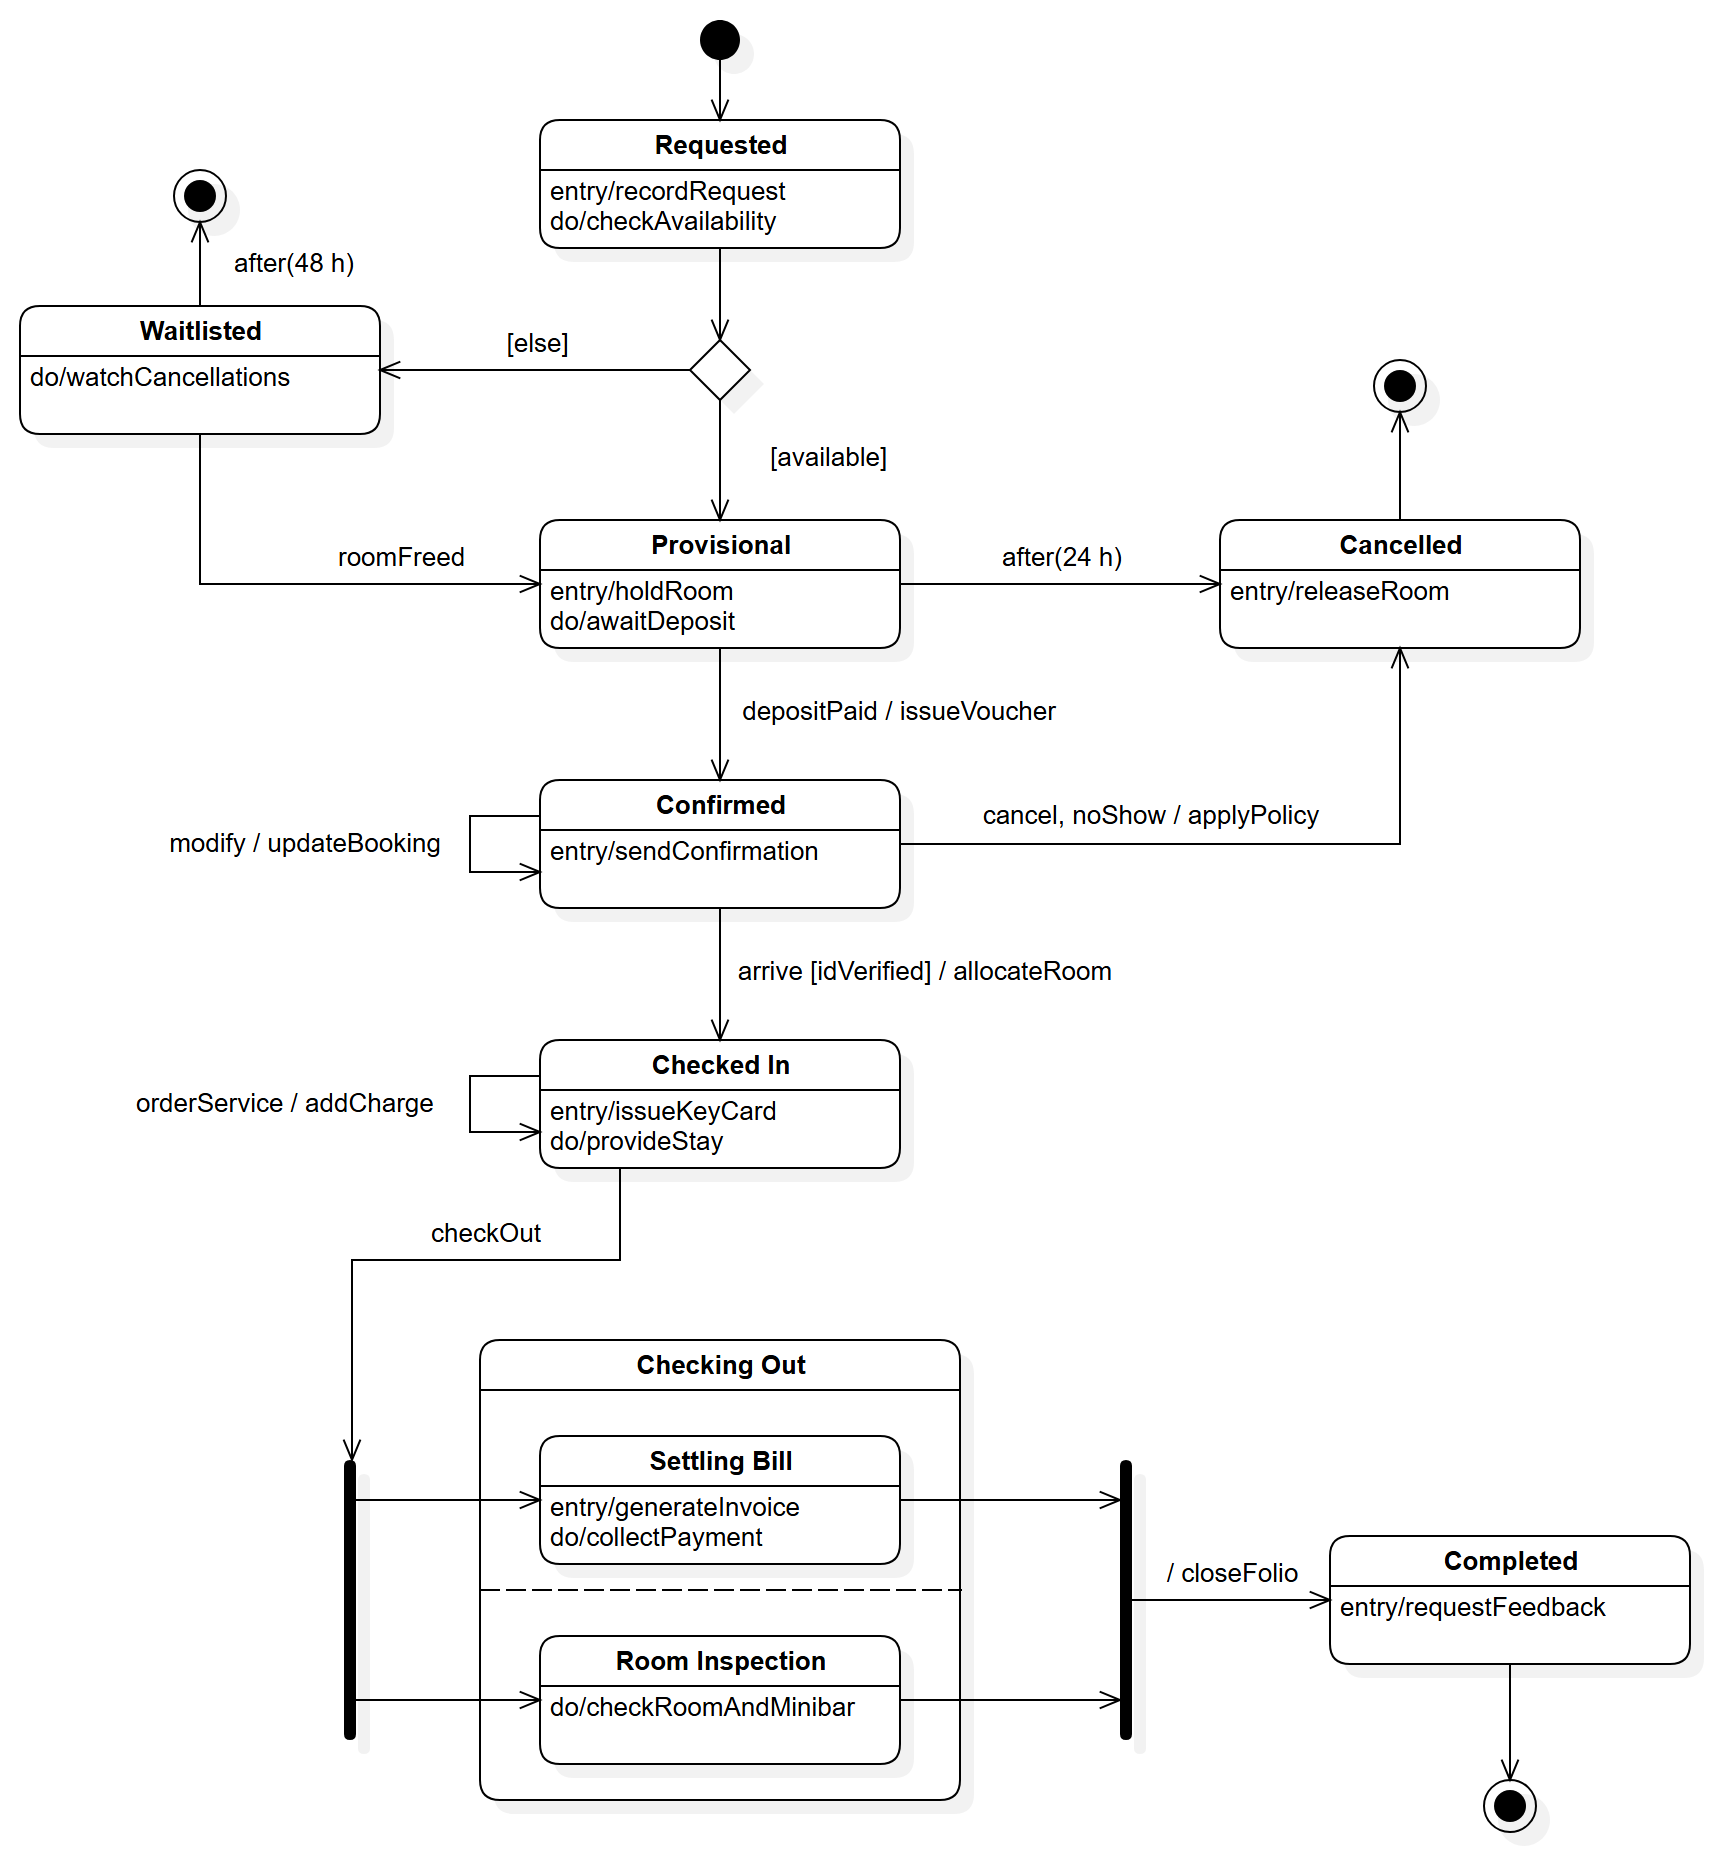 Requested
entry/recordRequest
do/checkAvailability
after(48 h)
Waitlisted
do/watchCancellations
[else]
[available]
roomFreed
Provisional
entry/holdRoom
do/awaitDeposit
after(24 h)
Cancelled
entry/releaseRoom
depositPaid / issueVoucher
modify / updateBooking
Confirmed
entry/sendConfirmation
cancel, noShow / applyPolicy
arrive [idVerified] / allocateRoom
orderService / addCharge
Checked In
entry/issueKeyCard
do/provideStay
checkOut
Checking Out
Settling Bill
entry/generateInvoice
do/collectPayment
Room Inspection
do/checkRoomAndMinibar
/ closeFolio
Completed
entry/requestFeedback